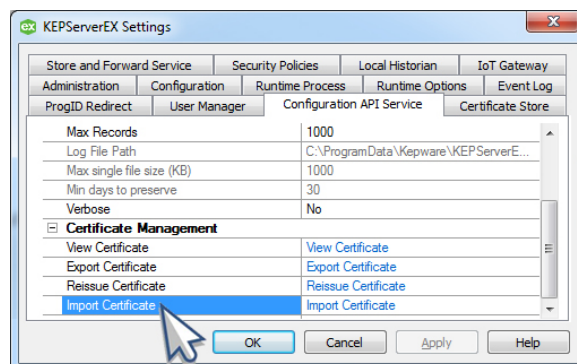 ex KEPServerEX Settings
x
Store and Forward Service Security Policies Local Historian IoT Gateway
Administration Configuration Runtime Process Runtime Options Event Log
ProgID Redirect User Manager Configuration API Service Certificate Store
Max Records 1000
Log File Path C:\ProgramData\Kepware\KEPServerE...
Max single file size (KB) 1000
Min days to preserve 30
Verbose No
Certificate Management
View Certificate View Certificate
Export Certificate Export Certificate
Reissue Certificate Reissue Certificate
Import Certificate Import Certificate
OK Cancel Apply Help